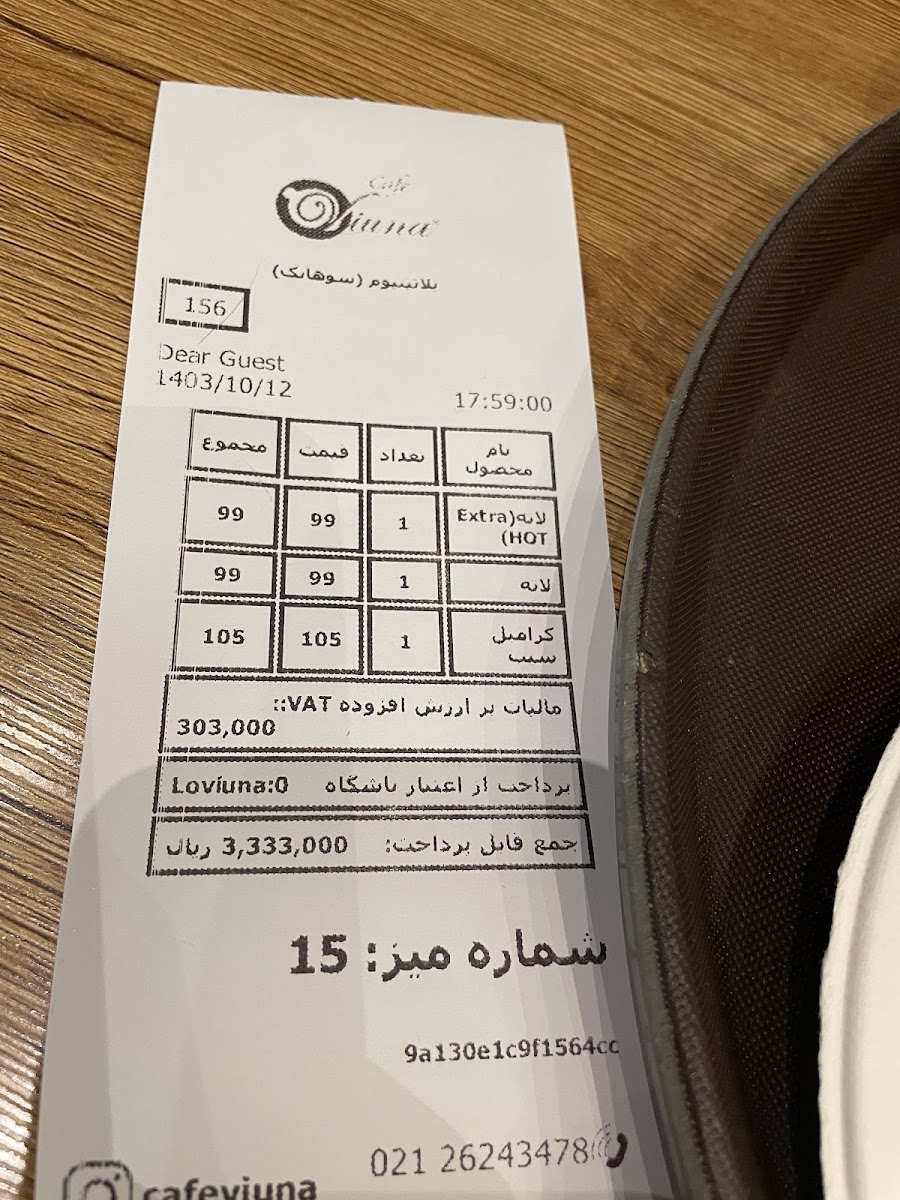 Café
Viuna
پلاتینیوم (سوهانک)
156
Dear Guest
1403/10/12 17:59:00
نام محصول تعداد قیمت مجموع
لاته(Extra HOT) 1 99 99
لاته 1 99 99
کرامل سیب 1 105 105
مالیات بر ارزش افزوده VAT::
303,000
پرداخت از اعتبار باشگاه Loviuna:0
جمع قابل پرداخت: 3,333,000 ریال
شماره میز: 15
9a130e1c9f1564cc
021 26243478
cafeviuna